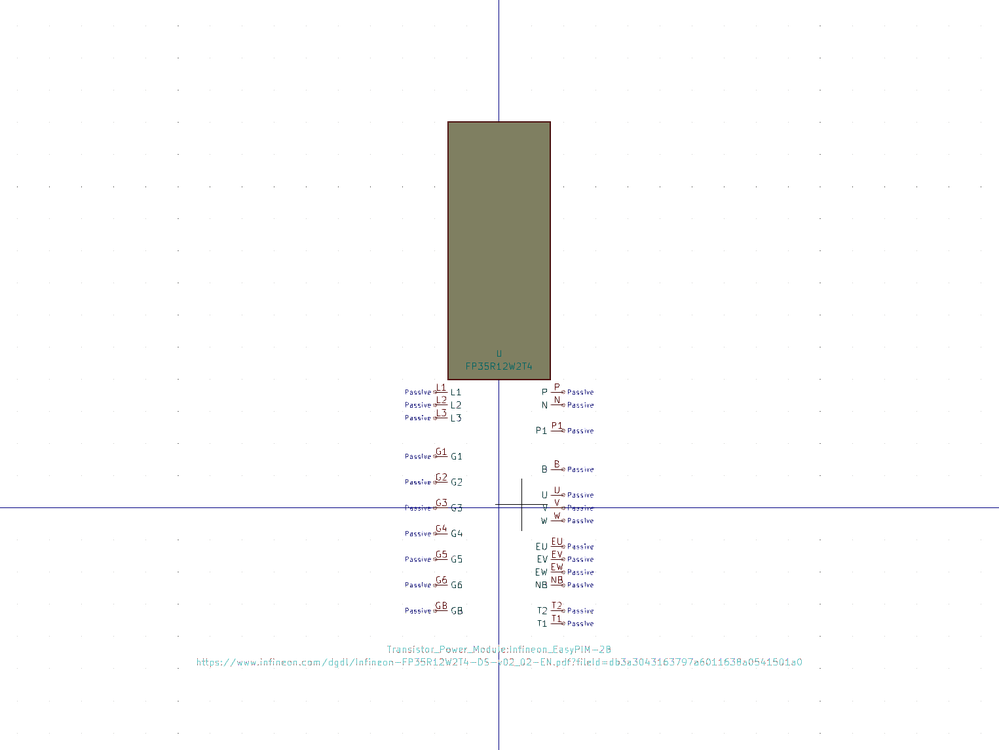 U
FP35R12W2T4
Passive L1 L1 P P Passive
Passive L2 L2 N N Passive
Passive L3 L3
P1 P1 Passive
Passive G1 G1
B B Passive
Passive G2 G2
U U Passive
Passive G3 G3 V V Passive
W W Passive
Passive G4 G4
EU EU Passive
Passive G5 G5 EV EV Passive
EW EW Passive
Passive G6 G6 NB NB Passive
Passive GB GB T2 T2 Passive
T1 T1 Passive
Transistor_Power_Module:Infineon_EasyPIM-2B
https://www.infineon.com/dgdl/Infineon-FP35R12W2T4-DS-v02_02-EN.pdf?fileId=db3a3043163797a6011638a0541501a0